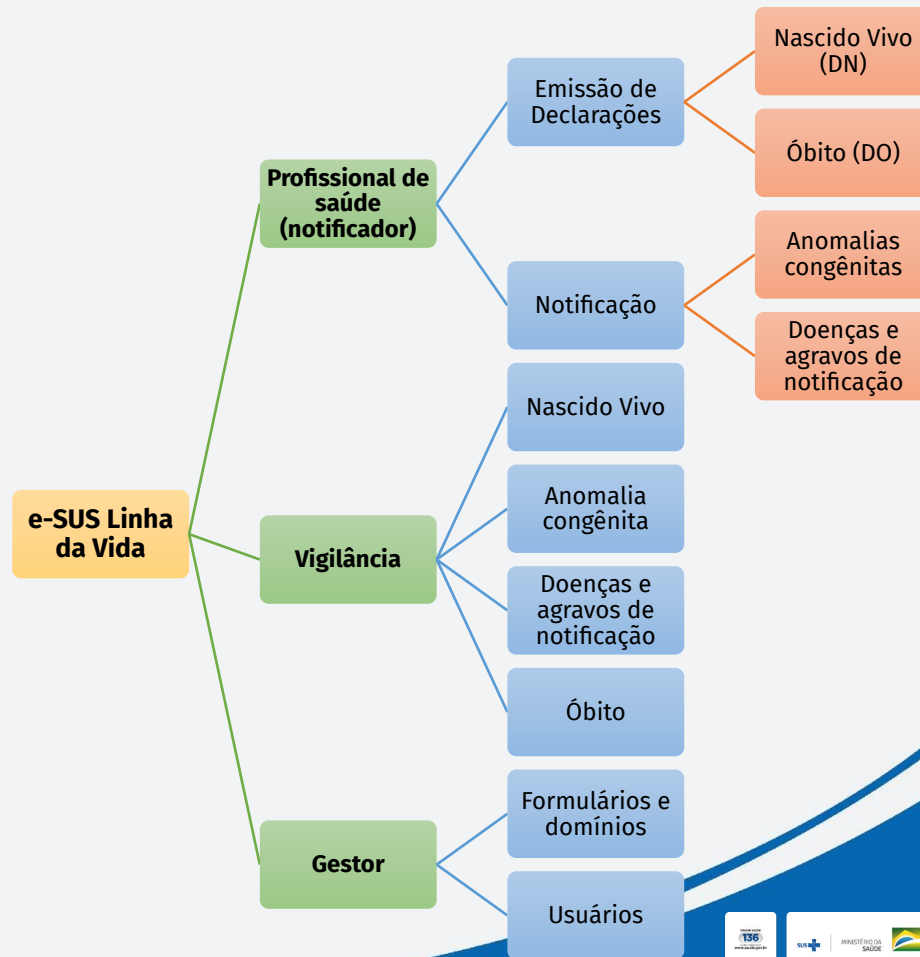 Nascido Vivo
(DN)
Emissão de
Declarações
Óbito (DO)
Profissional de
saúde
(notificador)
Anomalias
congênitas
Notificação
Doenças e
agravos de
notificação
Nascido Vivo
e-SUS Linha
da Vida
Anomalia
congênita
Vigilância
Doenças e
agravos de
notificação
Óbito
Formulários e
domínios
Gestor
Usuários
136
SUS
MINISTÉRIO DA
SAÚDE